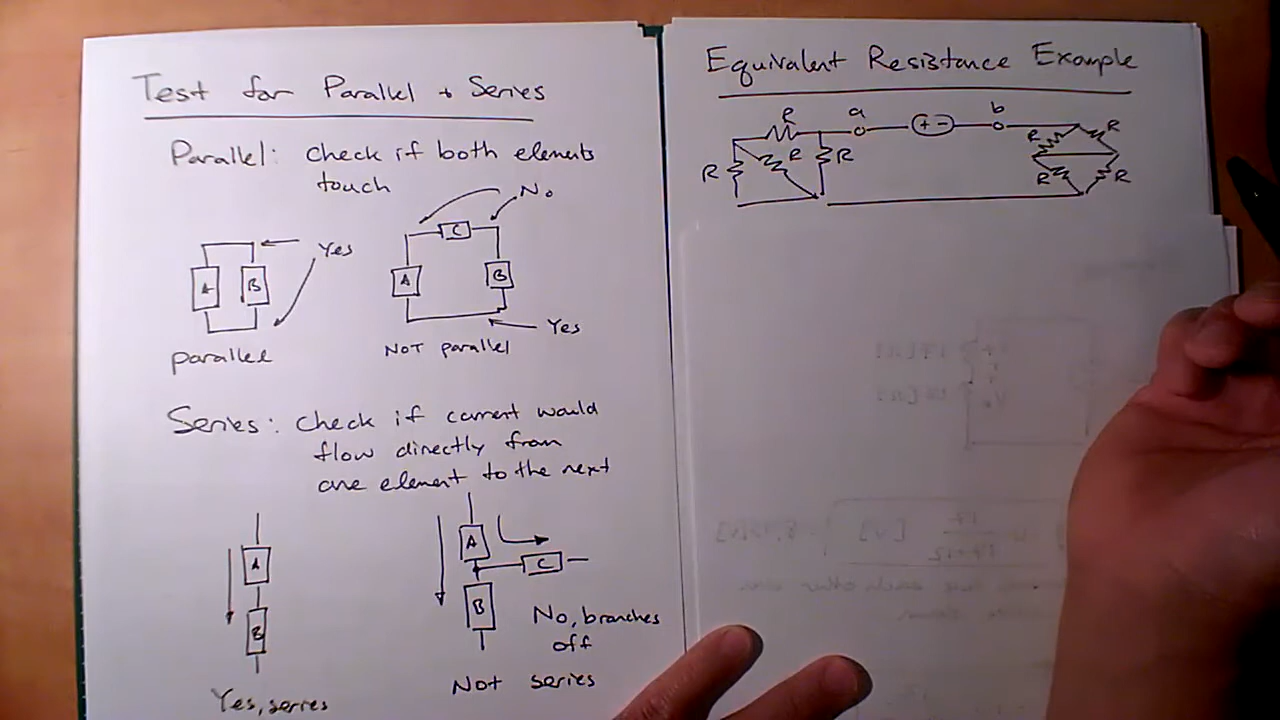 Test for Parallel + Series
Parallel: check if both elements
touch
No
A
B
Yes
C
A
B
Yes
parallel
NOT parallel
Series: check if current would
flow directly from
one element to the next
A
B
A
C
B
No, branches
off
Yes, series
Not series
Equivalent Resistance Example
R
a
+ -
b
R
R
R
R
R
R
R
R